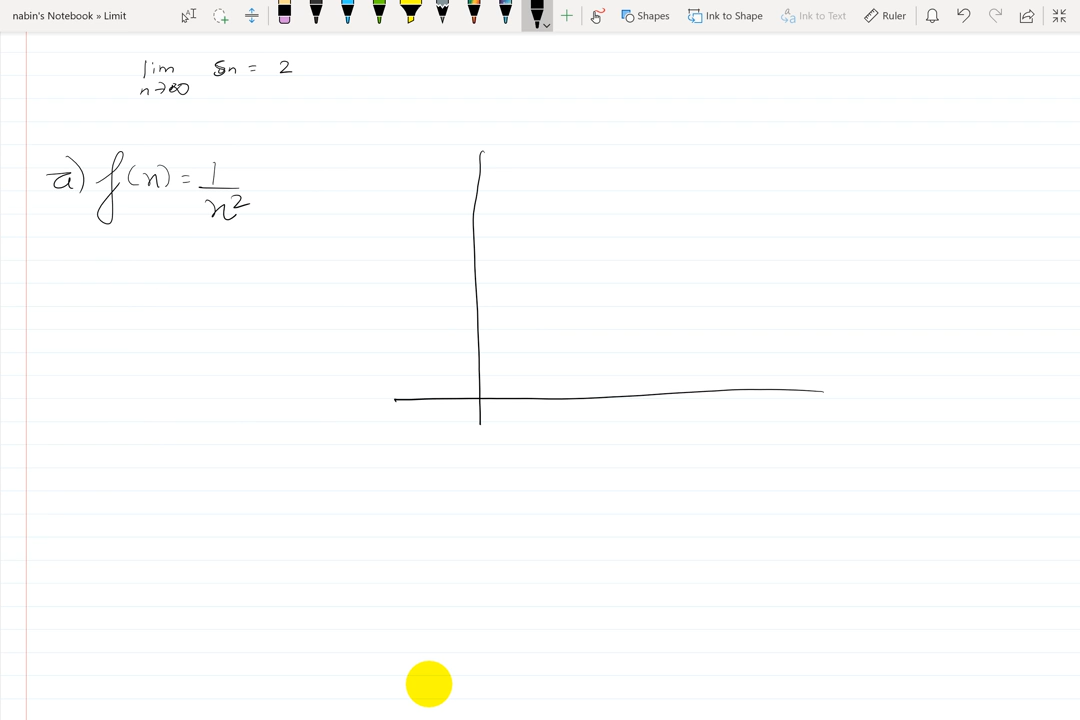 nabin's Notebook » Limit Shapes Ink to Shape Ink to Text Ruler
lim Sn = 2
n→∞
a) f(n) = 1
n²